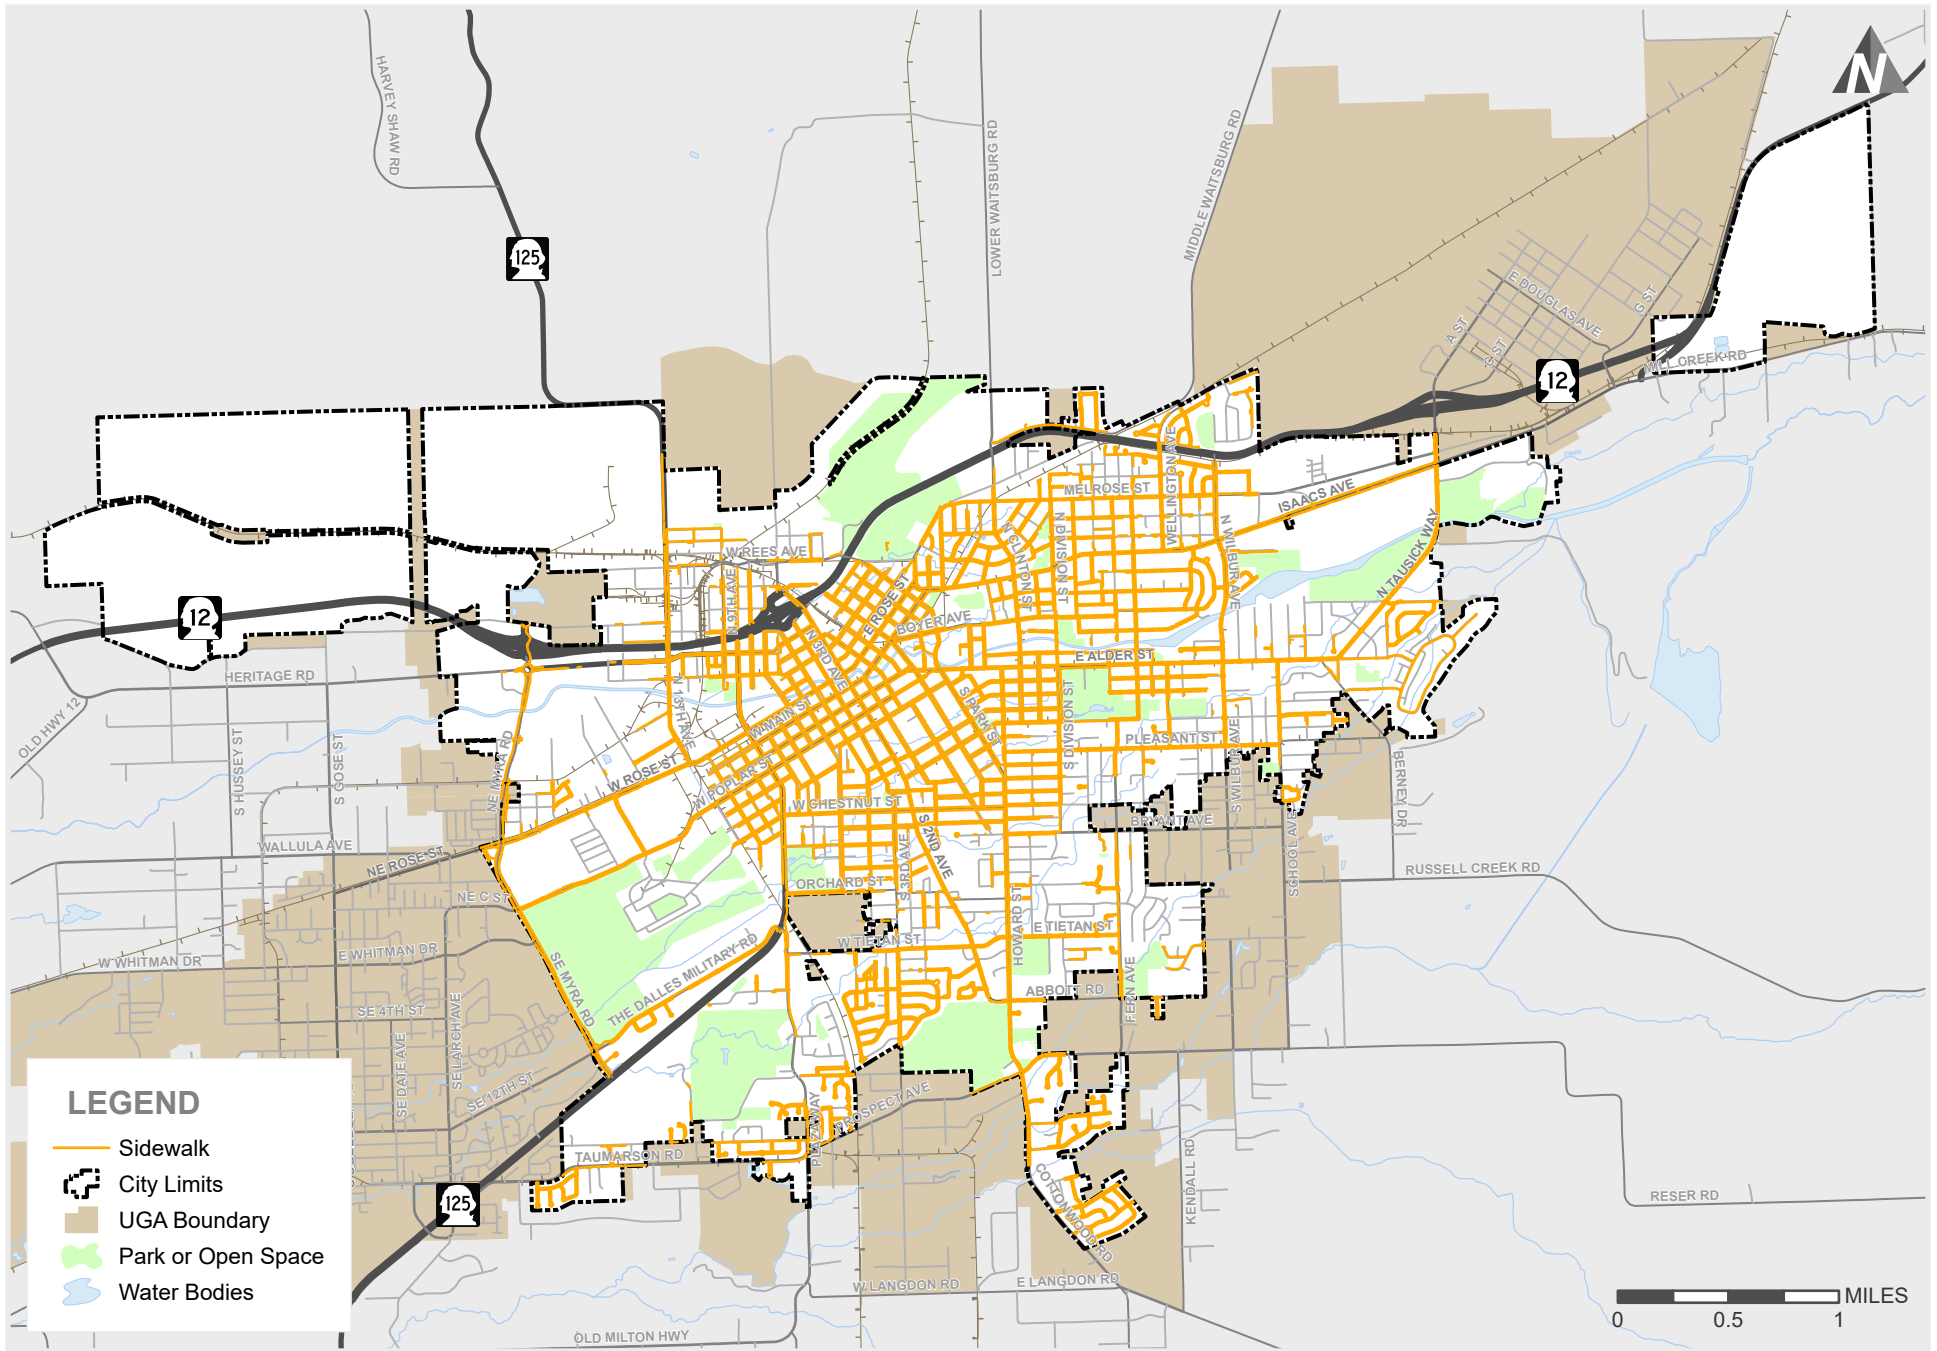 N
HARVEY SHAW RD
LOWER WAITSBURG RD
MIDDLE WAITSBURG RD
125
E DOUGLAS AVE
G ST
A ST
C ST
12
MILL CREEK RD
WELLINGTON AVE
MELROSE ST
ISAACS AVE
N CLINTON ST
N DIVISION ST
N WILBUR AVE
N TAUSICK WAY
W REES AVE
N 9TH AVE
E ROSE ST
BOYER AVE
12
N 3RD AVE
E ALDER ST
HERITAGE RD
OLD HWY 12
N 13TH AVE
W MAIN ST
S PARK ST
S DIVISION ST
PLEASANT ST
S WILBUR AVE
BERNEY DR
S HUSSEY ST
S GOSE ST
NE MYRA RD
W ROSE ST
W POPLAR ST
W CHESTNUT ST
S 2ND AVE
BRYANT AVE
SCHOOL AVE
WALLULA AVE
NE ROSE ST
RUSSELL CREEK RD
ORCHARD ST
S 3RD AVE
NE C ST
HOWARD ST
E TIETAN ST
W TIETAN ST
W WHITMAN DR
E WHITMAN DR
SE MYRA RD
THE DALLES MILITARY RD
ABBOTT RD
FERN AVE
SE 4TH ST
SE DATE AVE
SE LARCH AVE
SE 12TH ST
PROSPECT AVE
PLAZA WAY
TAUMARSON RD
COTTONWOOD RD
KENDALL RD
RESER RD
125
W LANGDON RD
E LANGDON RD
OLD MILTON HWY
LEGEND
Sidewalk
City Limits
UGA Boundary
Park or Open Space
Water Bodies
MILES
0 0.5 1